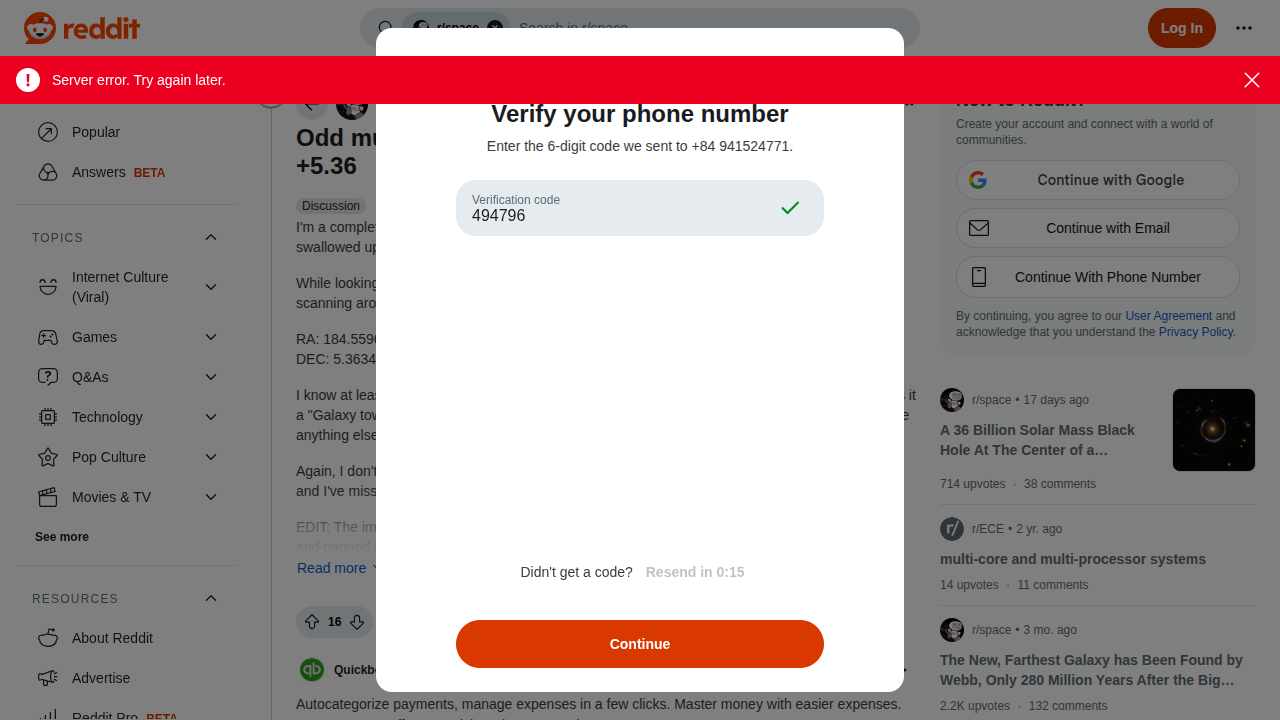 reddit
r/space
Search in r/space
Log In
Server error. Try again later.
Popular
Answers BETA
TOPICS
Internet Culture
(Viral)
Games
Q&As
Technology
Pop Culture
Movies & TV
See more
RESOURCES
About Reddit
Advertise
Reddit Pro BETA
Odd mu
+5.36
Discussion
I'm a comple
swallowed up
While looking
scanning aro
RA: 184.5596
DEC: 5.3634
I know at leas
it
a "Galaxy tow
anything else
Again, I don't
and I've miss
EDIT: The im
and panned
Read more
16
Quickb
Autocategorize payments, manage expenses in a few clicks. Master money with easier expenses.
Verify your phone number
Enter the 6-digit code we sent to +84 941524771.
Verification code
494796
Didn't get a code? Resend in 0:15
Continue
New to Reddit?
Create your account and connect with a world of
communities.
Continue with Google
Continue with Email
Continue With Phone Number
By continuing, you agree to our User Agreement and
acknowledge that you understand the Privacy Policy.
r/space • 17 days ago
A 36 Billion Solar Mass Black
Hole At The Center of a…
714 upvotes · 38 comments
r/ECE • 2 yr. ago
multi-core and multi-processor systems
14 upvotes · 11 comments
r/space • 3 mo. ago
The New, Farthest Galaxy has Been Found by
Webb, Only 280 Million Years After the Big…
2.2K upvotes · 132 comments